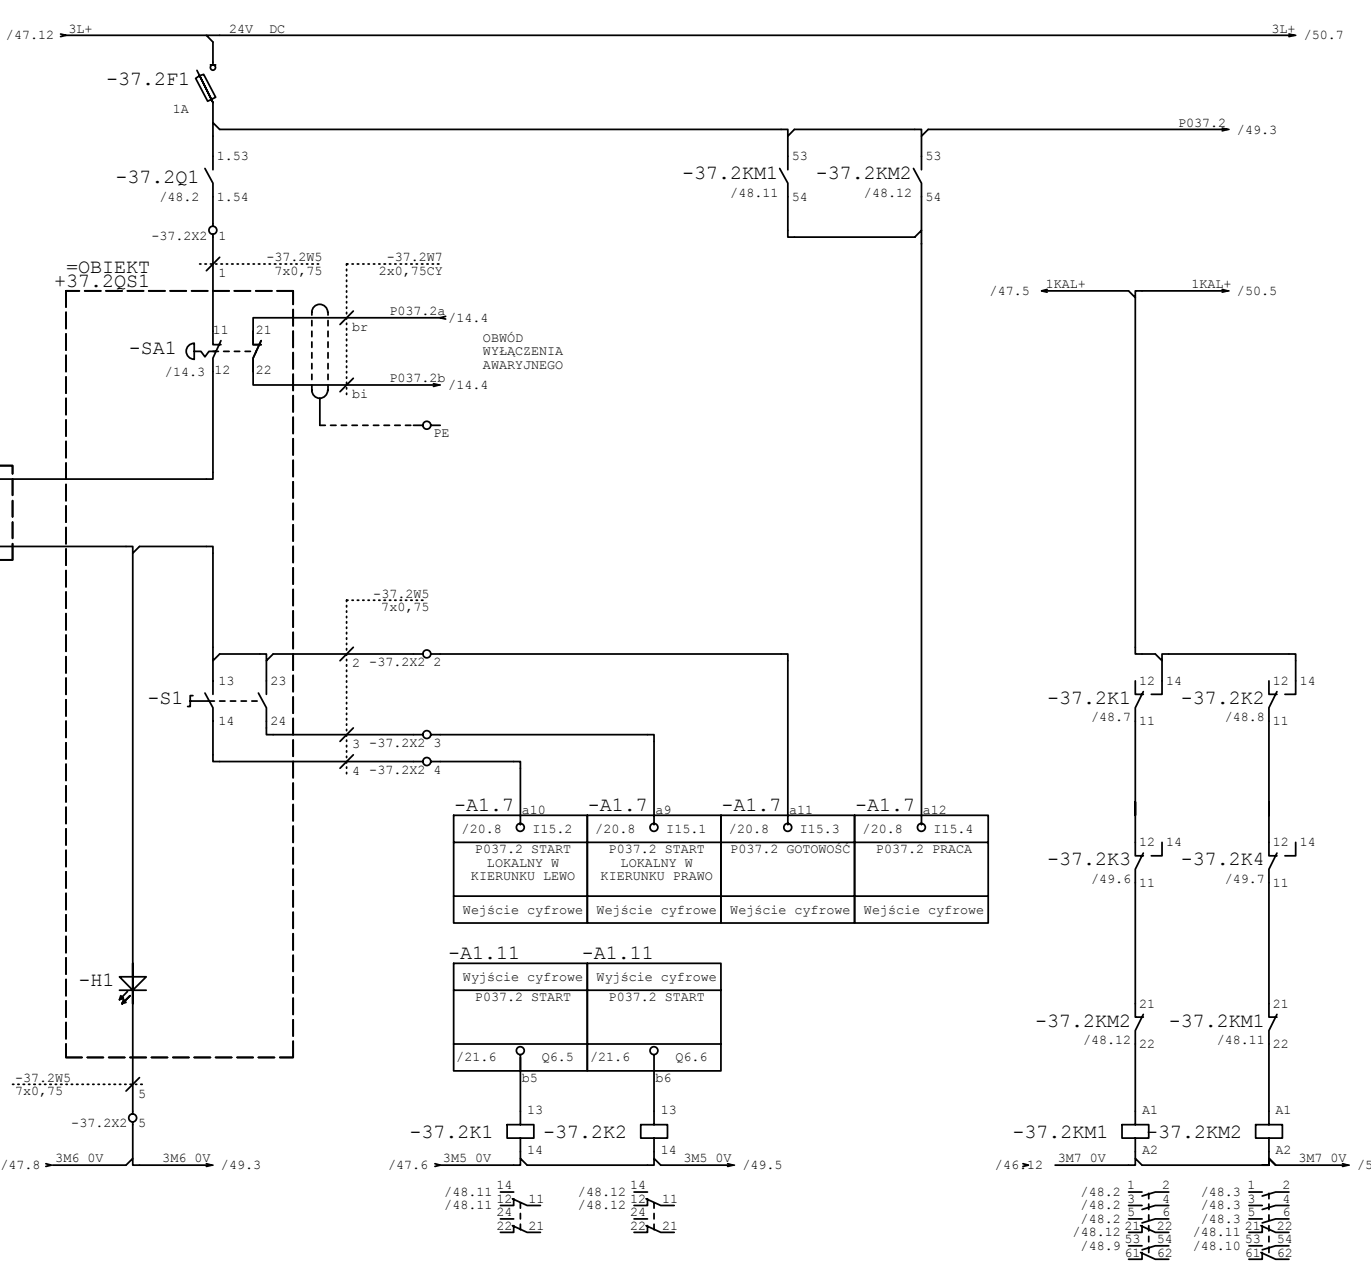 /47.12 3L+ 24V DC 3L+ /50.7
-37.2F1
1A
P037.2 /49.3
1.53 53 53
-37.2Q1 -37.2KM1 -37.2KM2
/48.2 1.54 /48.11 54 /48.12 54
-37.2X2 1
-37.2W5 -37.2W7
=OBIEKT 1 7x0,75 2x0,75CY
+37.2QS1
/47.5 1KAL+ 1KAL+ /50.5
P037.2a /14.4
11 21 br
-SA1
OBWÓD
WYŁĄCZENIA
AWARYJNEGO
/14.3 12 22
P037.2b /14.4
bi
PE
-37.2W5
7x0,75
2 -37.2X2 2
13 23 12 14 12 14
-S1 -37.2K1 -37.2K2
14 24 /48.7 11 /48.8 11
3 -37.2X2 3
4 -37.2X2 4
-A1.7 a10 -A1.7 a9 -A1.7 a11 -A1.7 a12
/20.8 I15.2 /20.8 I15.1 /20.8 I15.3 /20.8 I15.4
P037.2 START P037.2 START P037.2 GOTOWOŚĆ P037.2 PRACA
LOKALNY W LOKALNY W
KIERUNKU LEWO KIERUNKU PRAWO
12 14 12 14
-37.2K3 -37.2K4
/49.6 11 /49.7 11
Wejście cyfrowe Wejście cyfrowe Wejście cyfrowe Wejście cyfrowe
-A1.11 -A1.11
Wyjście cyfrowe Wyjście cyfrowe
-H1
P037.2 START P037.2 START
21 21
-37.2KM2 -37.2KM1
/48.12 22 /48.11 22
/21.6 Q6.5 /21.6 Q6.6
b5 b6
-37.2W5
7x0,75 5
-37.2X2 5
13 13 A1 A1
-37.2K1 -37.2K2 -37.2KM1 -37.2KM2
14 14 A2 A2
/47.8 3M6 0V 3M6 0V /49.3 /47.6 3M5 0V 3M5 0V /49.5 /46.12 3M7 0V 3M7 0V /5
14 14
/48.11 /48.12
/48.11 12 11 /48.12 12 11
24 24
22 21 22 21
/48.2 1 2 /48.3 1 2
/48.2 3 4 /48.3 3 4
/48.2 5 6 /48.3 5 6
/48.12 21 22 /48.11 21 22
/48.9 53 54 /48.10 53 54
61 62 61 62